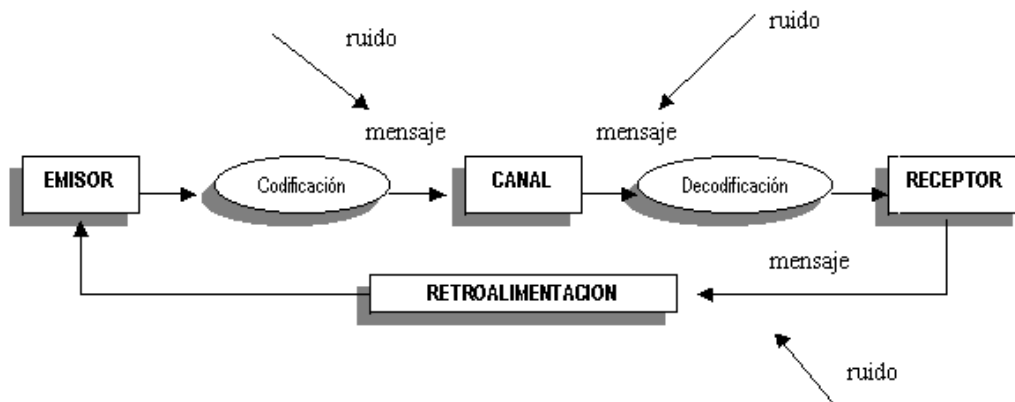 ruido
ruido
mensaje
mensaje
EMISOR
Codificación
CANAL
Decodificación
RECEPTOR
mensaje
RETROALIMENTACION
ruido